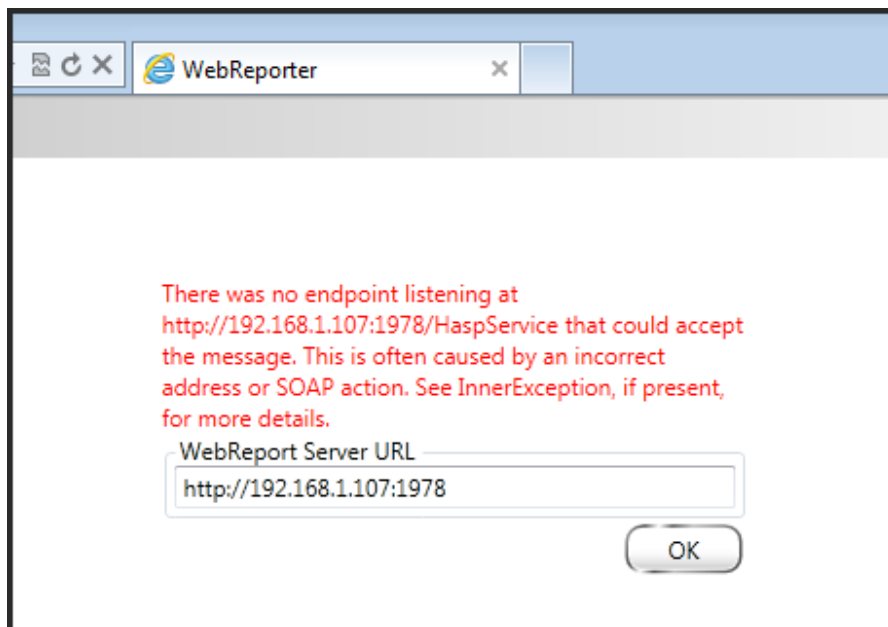 WebReporter
There was no endpoint listening at
http://192.168.1.107:1978/HaspService that could accept
the message. This is often caused by an incorrect
address or SOAP action. See InnerException, if present,
for more details.
WebReport Server URL
http://192.168.1.107:1978
OK